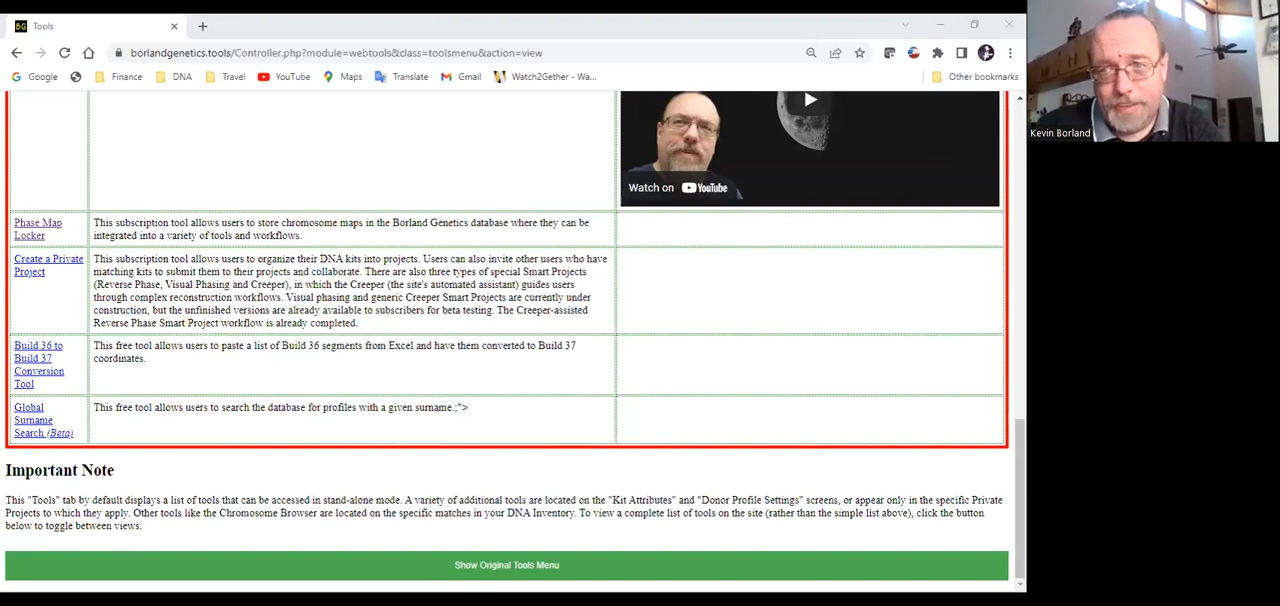 BG Tools
borlandgenetics.tools/Controller.php?module=webtools&class=toolsmenu&action=view
Google Finance DNA Travel YouTube Maps Translate Gmail Watch2Gether - Wa... Other bookmarks
Kevin Borland
Watch on YouTube
Phase Map
Locker
This subscription tool allows users to store chromosome maps in the Borland Genetics database where they can be
integrated into a variety of tools and workflows.
Create a Private
Project
This subscription tool allows users to organize their DNA kits into projects. Users can also invite other users who have
matching kits to submit them to their projects and collaborate. There are also three types of special Smart Projects
(Reverse Phase, Visual Phasing and Creeper), in which the Creeper (the site's automated assistant) guides users
through complex reconstruction workflows. Visual phasing and generic Creeper Smart Projects are currently under
construction, but the unfinished versions are already available to subscribers for beta testing. The Creeper-assisted
Reverse Phase Smart Project workflow is already completed.
Build 36 to
Build 37
Conversion
Tool
This free tool allows users to paste a list of Build 36 segments from Excel and have them converted to Build 37
coordinates.
Global
Surname
Search (Beta)
This free tool allows users to search the database for profiles with a given surname.;">
Important Note
This "Tools" tab by default displays a list of tools that can be accessed in stand-alone mode. A variety of additional tools are located on the "Kit Attributes" and "Donor Profile Settings" screens, or appear only in the specific Private
Projects to which they apply. Other tools like the Chromosome Browser are located on the specific matches in your DNA Inventory. To view a complete list of tools on the site (rather than the simple list above), click the button
below to toggle between views.
Show Original Tools Menu